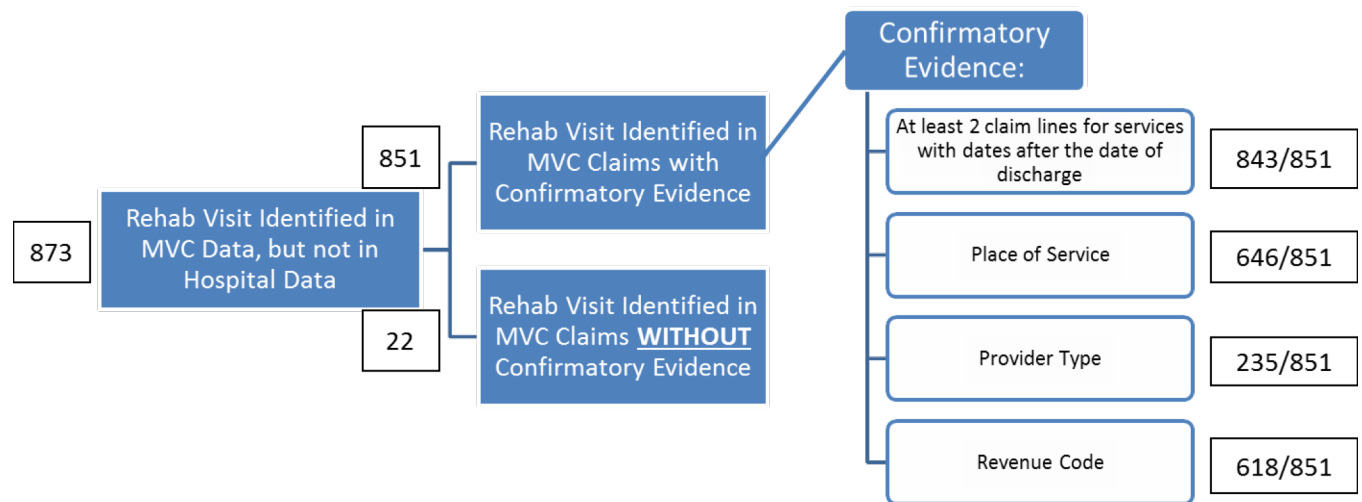 873
Rehab Visit Identified in
MVC Data, but not in
Hospital Data
851
Rehab Visit Identified in
MVC Claims with
Confirmatory Evidence
22
Rehab Visit Identified in
MVC Claims WITHOUT
Confirmatory Evidence
Confirmatory
Evidence:
At least 2 claim lines for services
with dates after the date of
discharge
843/851
Place of Service
646/851
Provider Type
235/851
Revenue Code
618/851